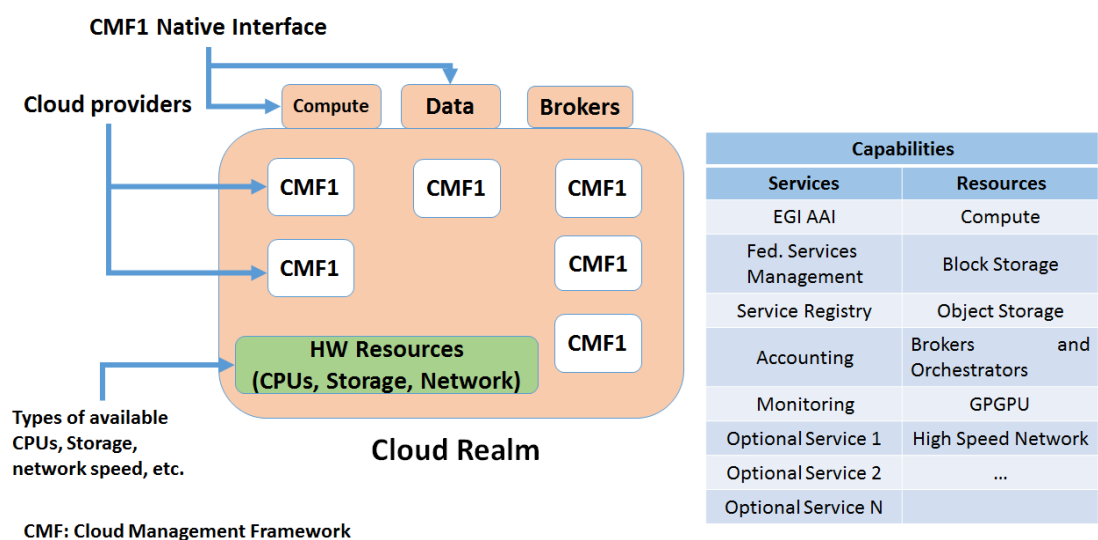 CMF1 Native Interface
Cloud providers
Compute
Data
Brokers
CMF1
CMF1
CMF1
CMF1
CMF1
CMF1
HW Resources
(CPUs, Storage, Network)
Types of available
CPUs, Storage,
network speed, etc.
Cloud Realm
CMF: Cloud Management Framework
Capabilities
Services Resources
EGI AAI Compute
Fed. Services
Management
Block Storage
Service Registry Object Storage
Accounting
Brokers and
Orchestrators
Monitoring GPGPU
Optional Service 1 High Speed Network
Optional Service 2 ...
Optional Service N